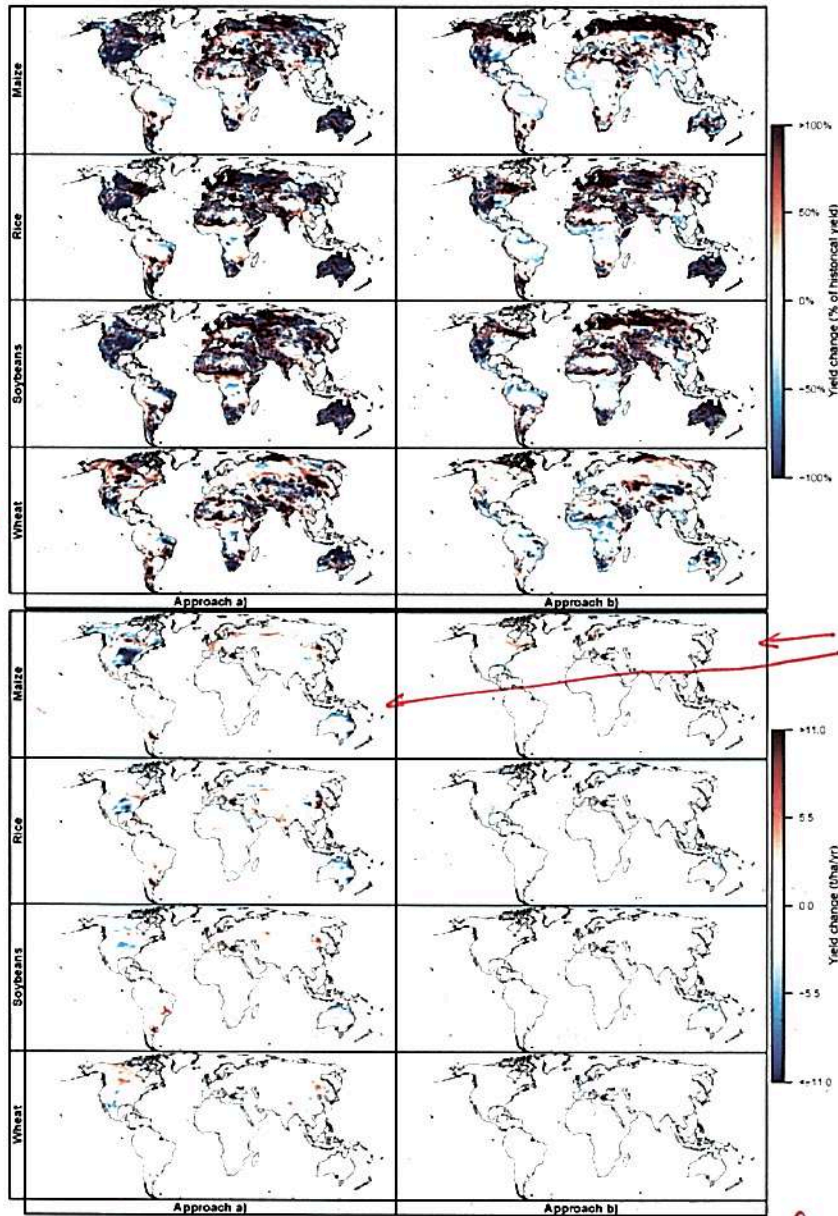 Maize
Rice
Soybeans
Wheat
Approach a)
Approach b)
>100%
50%
0%
-50%
-100%
Yield change (% of historical yield)
Maize
Rice
Soybeans
Wheat
Approach a)
Approach b)
>11.0
5.5
0.0
-5.5
<-11.0
Yield change (t/ha/yr)